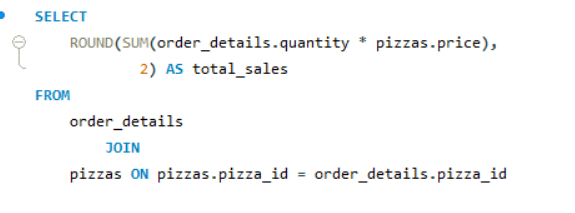 SELECT
ROUND(SUM(order_details.quantity * pizzas.price),
2) AS total_sales
FROM
order_details
JOIN
pizzas ON pizzas.pizza_id = order_details.pizza_id